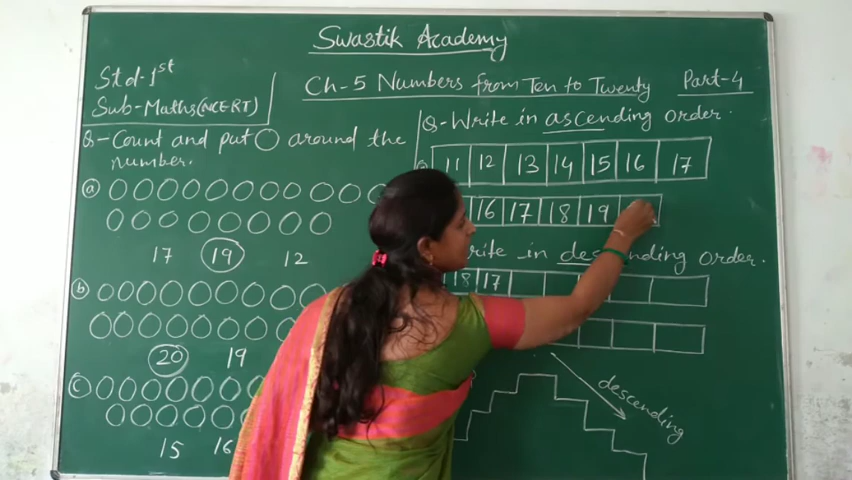 Swastik Academy
Std-1st
Sub-Maths(NCERT)
Ch-5 Numbers from Ten to Twenty Part-4
Q-Count and put ○ around the
number.
a
17 19 12
b
20 19
c
15 16
Q-Write in ascending order.
11 12 13 14 15 16 17
16 17 18 19
in descending order.
18 17
descending